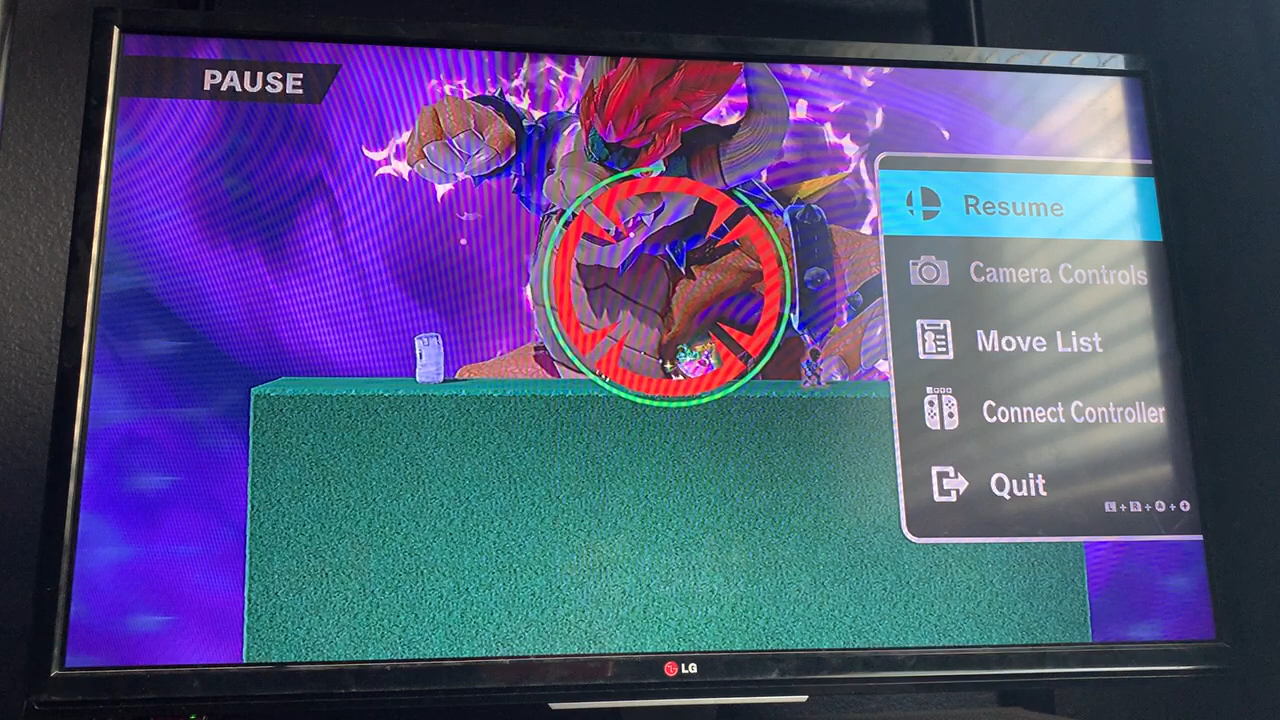 PAUSE
Resume
Camera Controls
Move List
Connect Controller
Quit
L+R+A+
LG